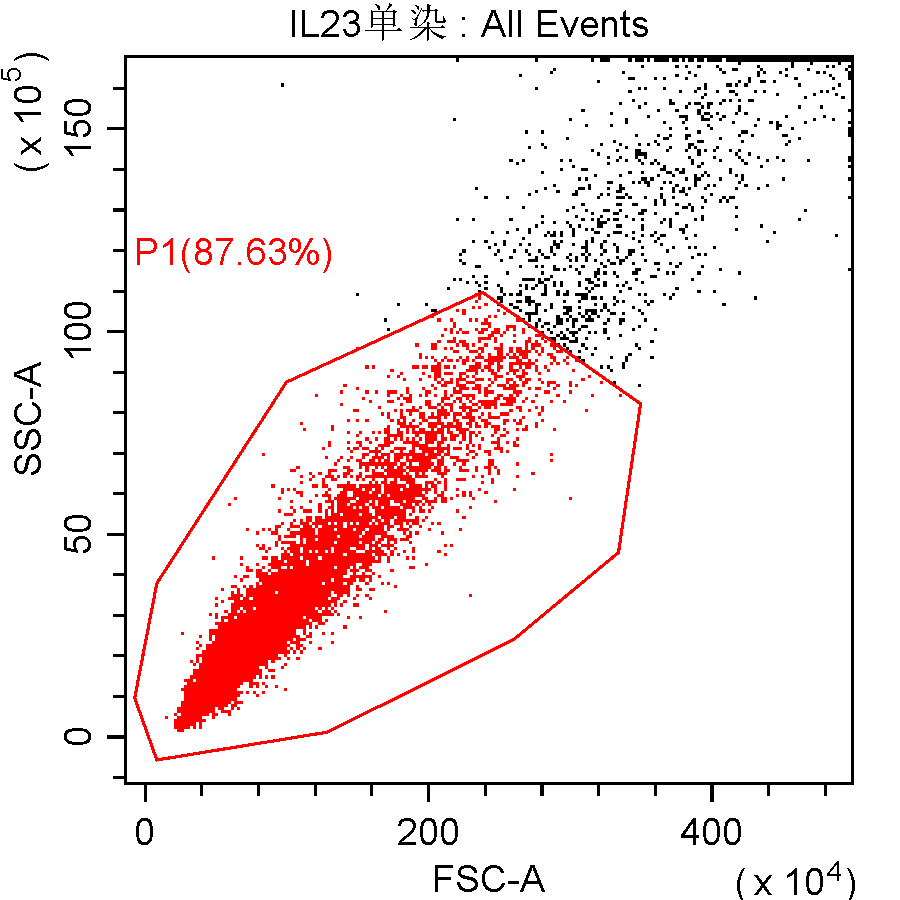 IL23单染 : All Events
(x 10⁵)
150
P1(87.63%)
100
SSC-A
50
0
0 200 400
FSC-A
(x 10⁴)